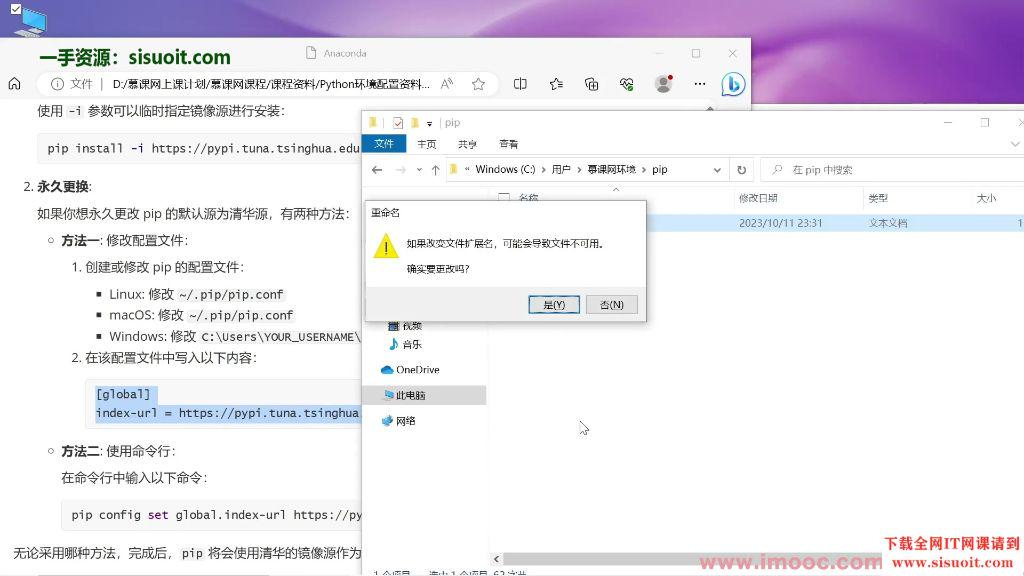 一手资源：sisuoit.com
Anaconda
文件 | D:/慕课网上课计划/慕课网课程/课程资料/Python环境配置资料...
使用 -i 参数可以临时指定镜像源进行安装：
pip install -i https://pypi.tuna.tsinghua.edu
2. 永久更换:
如果你想永久更改 pip 的默认源为清华源，有两种方法：
方法一: 修改配置文件：
1. 创建或修改 pip 的配置文件：
Linux: 修改 ~/.pip/pip.conf
macOS: 修改 ~/.pip/pip.conf
Windows: 修改 C:\Users\YOUR_USERNAME\
2. 在该配置文件中写入以下内容：
[global]
index-url = https://pypi.tuna.tsinghua.
方法二: 使用命令行：
在命令行中输入以下命令：
pip config set global.index-url https://py
无论采用哪种方法，完成后，pip 将会使用清华的镜像源作为
pip
文件 主页 共享 查看
« Windows (C:) › 用户 › 慕课网环境 › pip
在 pip 中搜索
名称 修改日期 类型 大小
2023/10/11 23:31 文本文档 1
重命名
如果改变文件扩展名，可能会导致文件不可用。
确实要更改吗?
是(Y) 否(N)
视频
音乐
OneDrive
此电脑
网络
www.imooc.com
下载全网IT网课请到
www.sisuoit.com